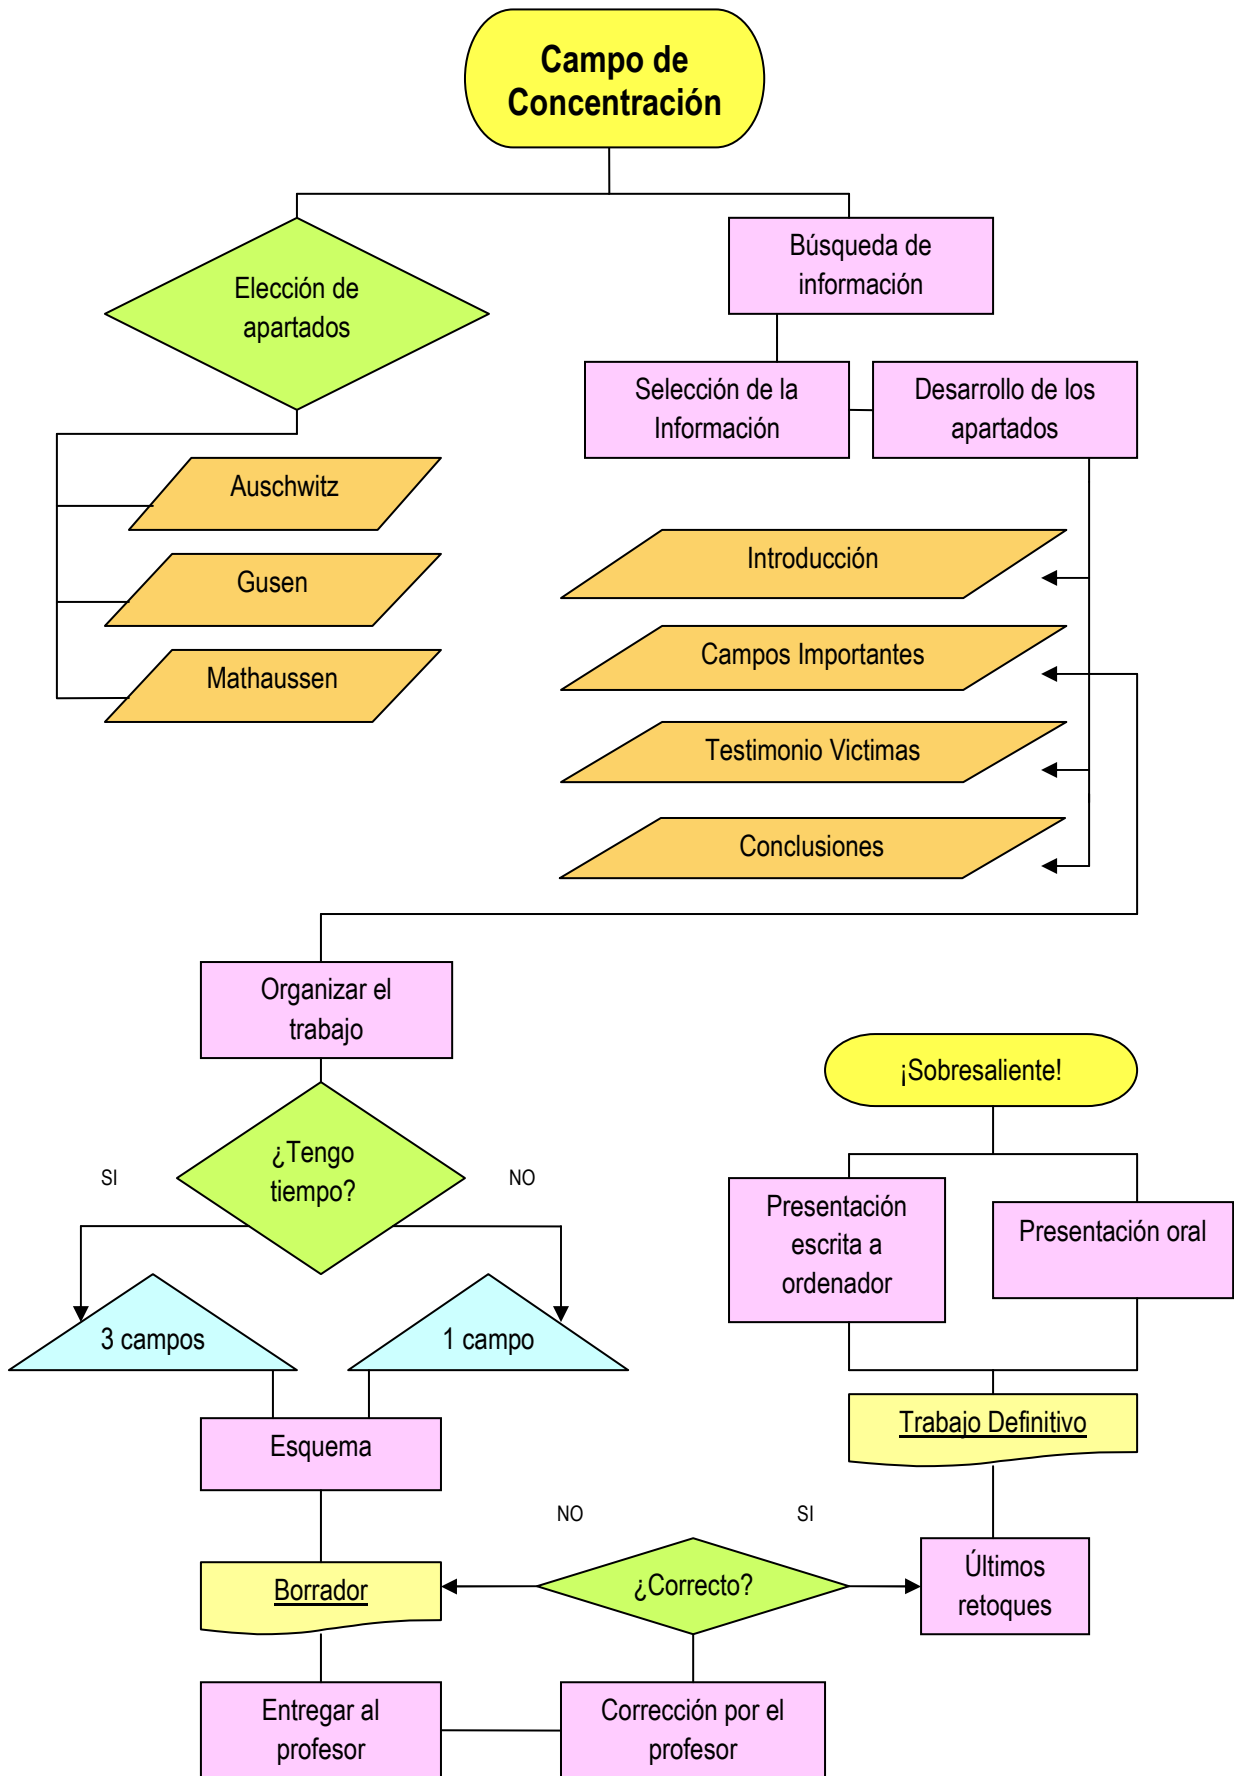 Campo de
Concentración
Elección de
apartados
Búsqueda de
información
Selección de la
Información
Desarrollo de los
apartados
Auschwitz
Gusen
Mathaussen
Introducción
Campos Importantes
Testimonio Victimas
Conclusiones
Organizar el
trabajo
¿Tengo
tiempo?
SI
NO
3 campos
1 campo
Esquema
Borrador
Entregar al
profesor
Corrección por el
profesor
¿Correcto?
NO
SI
Últimos
retoques
Trabajo Definitivo
Presentación
escrita a
ordenador
Presentación oral
¡Sobresaliente!